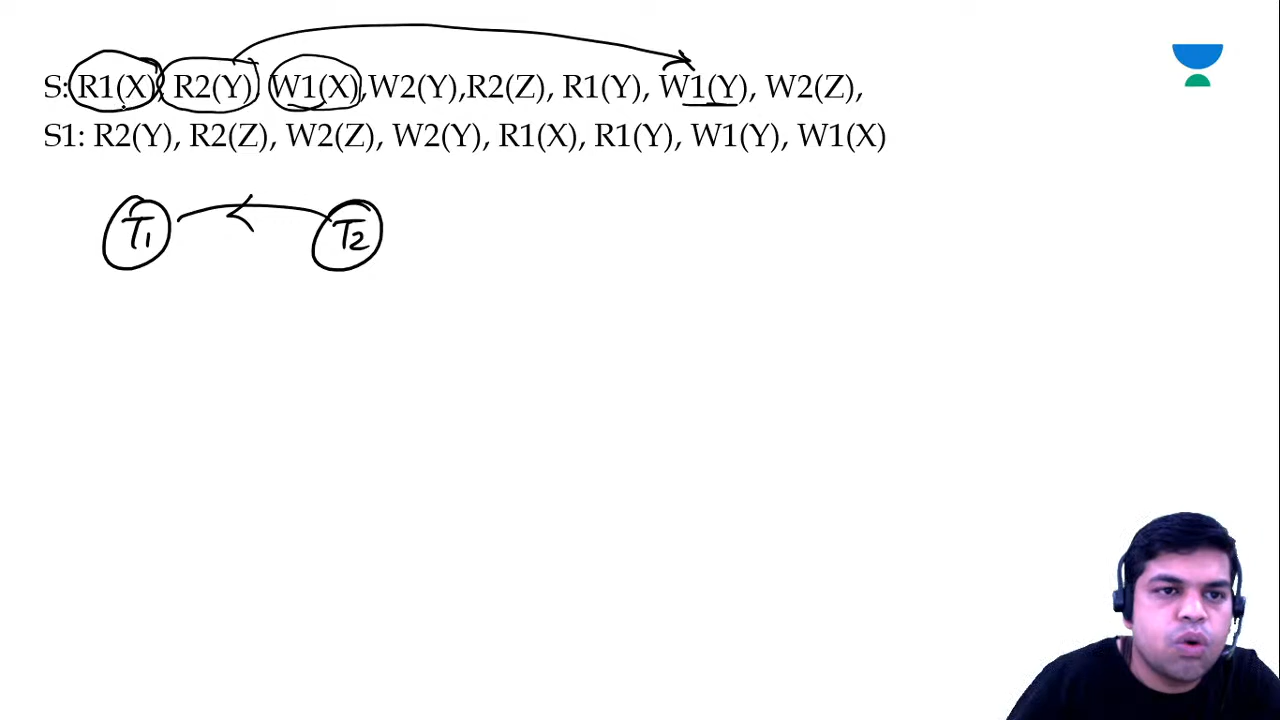 S: R1(X), R2(Y), W1(X),W2(Y),R2(Z), R1(Y), W1(Y), W2(Z),
S1: R2(Y), R2(Z), W2(Z), W2(Y), R1(X), R1(Y), W1(Y), W1(X)
T1 T2